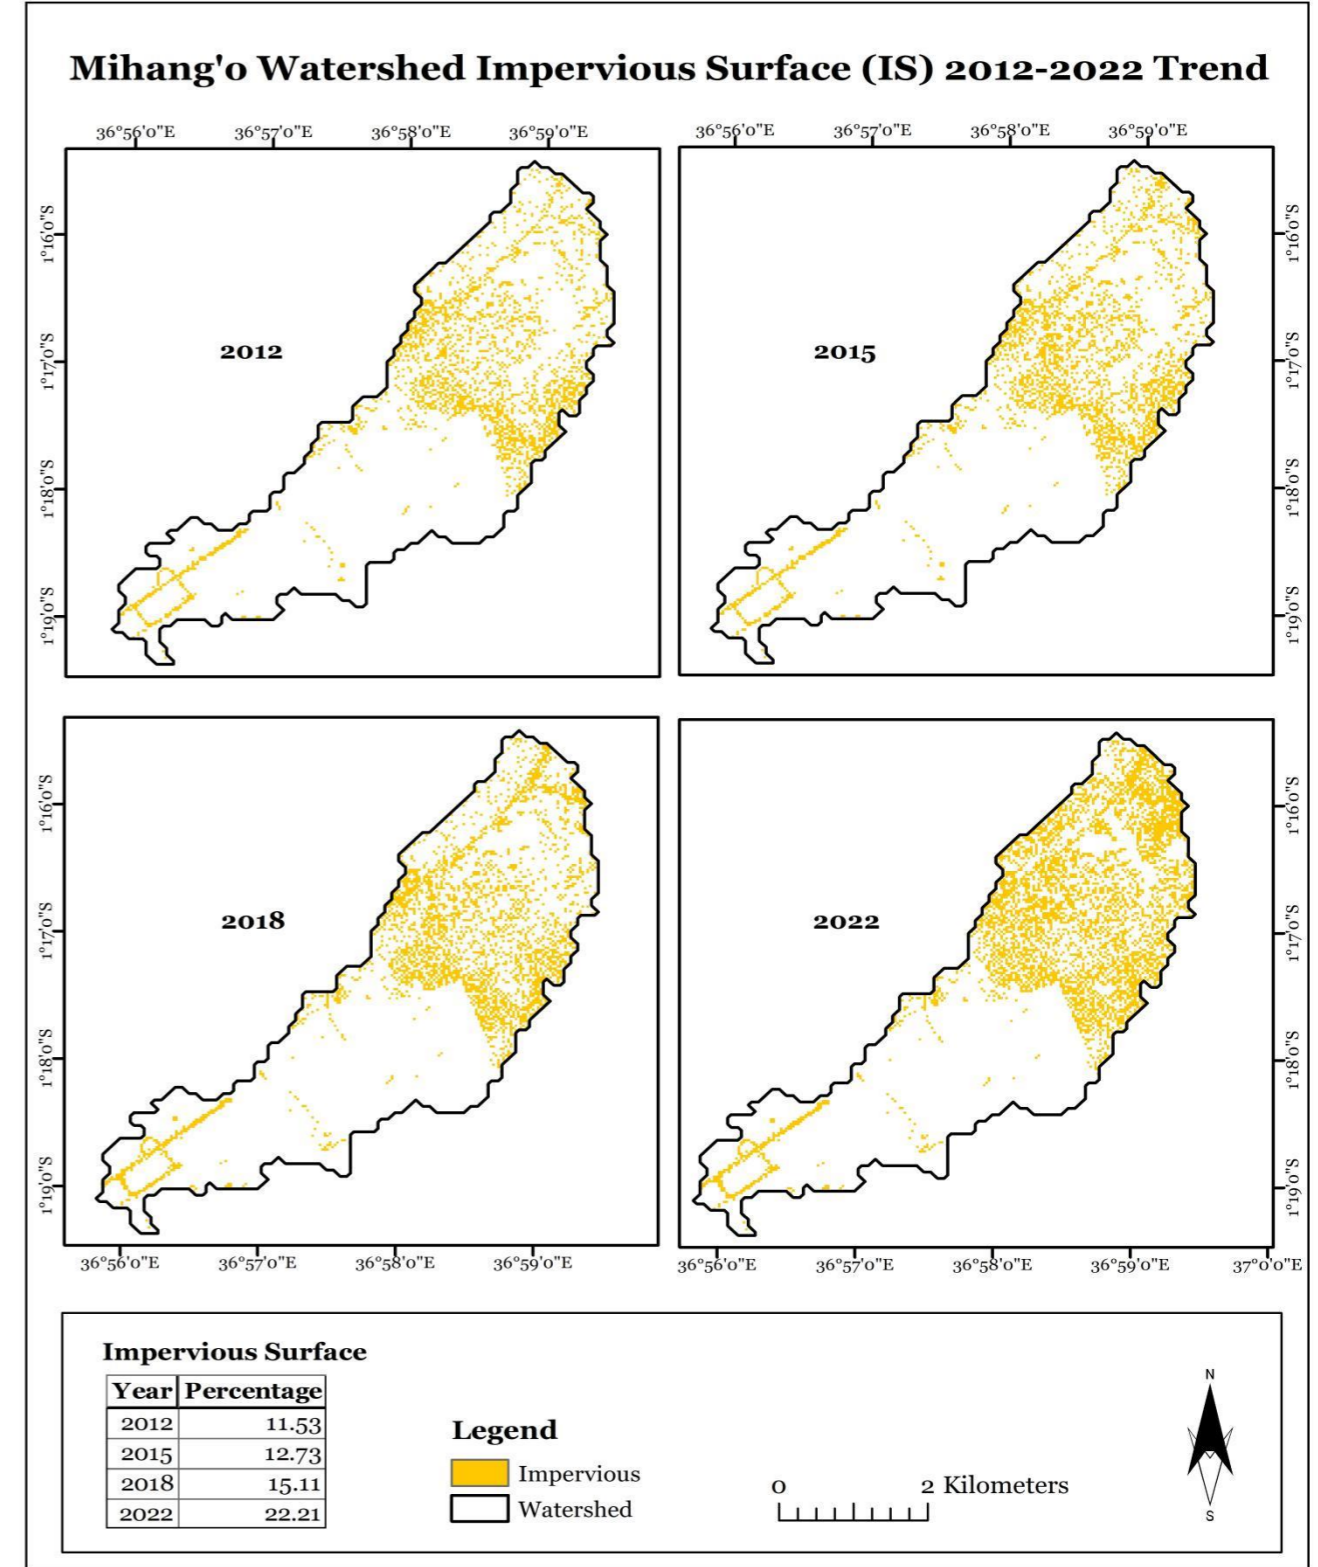 Mihang'o Watershed Impervious Surface (IS) 2012-2022 Trend
36°56'0"E 36°57'0"E 36°58'0"E 36°59'0"E 36°56'0"E 36°57'0"E 36°58'0"E 36°59'0"E
1°16'0"S 1°16'0"S
2012 2015
1°17'0"S 1°17'0"S
1°18'0"S 1°18'0"S
1°19'0"S 1°19'0"S
1°16'0"S 1°16'0"S
2018 2022
1°17'0"S 1°17'0"S
1°18'0"S 1°18'0"S
1°19'0"S 1°19'0"S
36°56'0"E 36°57'0"E 36°58'0"E 36°59'0"E 36°56'0"E 36°57'0"E 36°58'0"E 36°59'0"E 37°0'0"E
Impervious Surface
Year Percentage
2012 11.53
2015 12.73
2018 15.11
2022 22.21
Legend
Impervious
Watershed
0 2 Kilometers
N
S